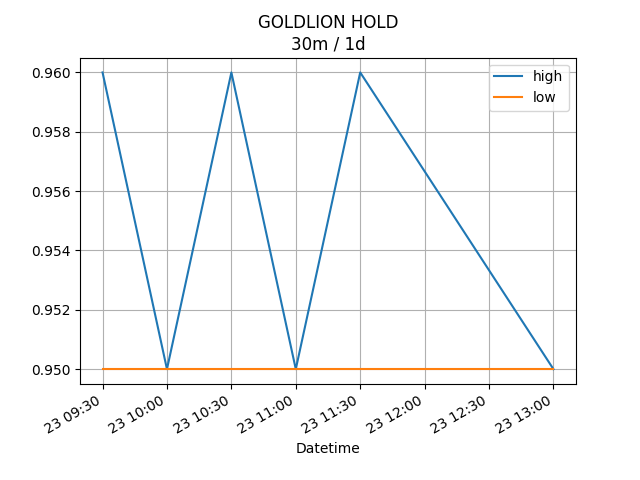 GOLDLION HOLD
30m / 1d
high
low
0.960
0.958
0.956
0.954
0.952
0.950
23 09:30
23 10:00
23 10:30
23 11:00
23 11:30
23 12:00
23 12:30
23 13:00
Datetime